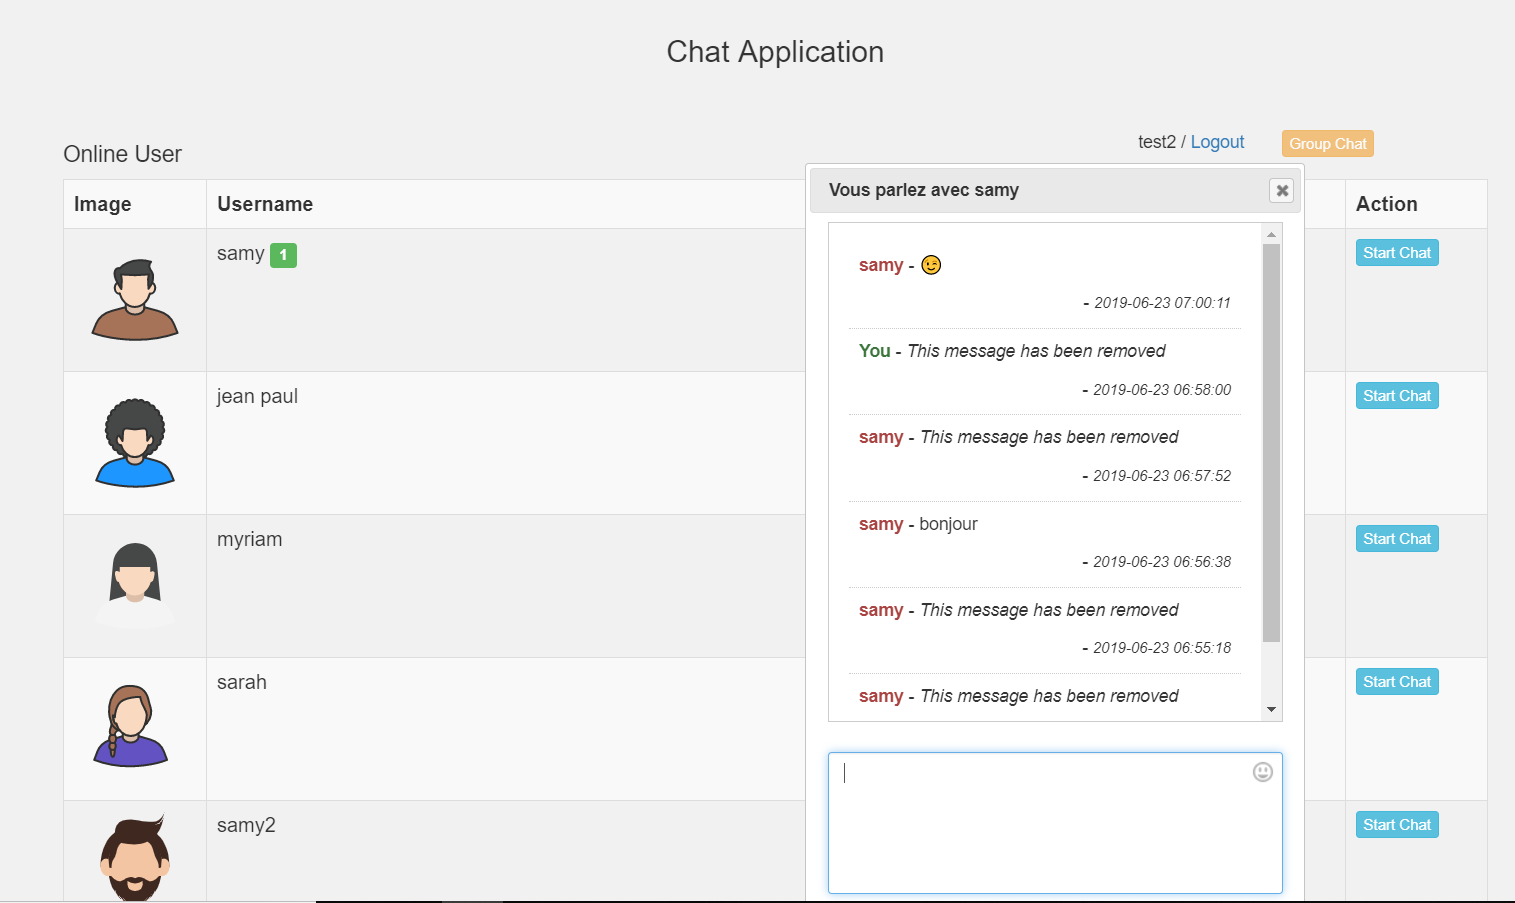 Chat Application
Online User
test2 / Logout
Group Chat
Image
Username
Action
samy 1
Start Chat
jean paul
Start Chat
myriam
Start Chat
sarah
Start Chat
samy2
Start Chat
Vous parlez avec samy
samy - 😉
- 2019-06-23 07:00:11
You - This message has been removed
- 2019-06-23 06:58:00
samy - This message has been removed
- 2019-06-23 06:57:52
samy - bonjour
- 2019-06-23 06:56:38
samy - This message has been removed
- 2019-06-23 06:55:18
samy - This message has been removed